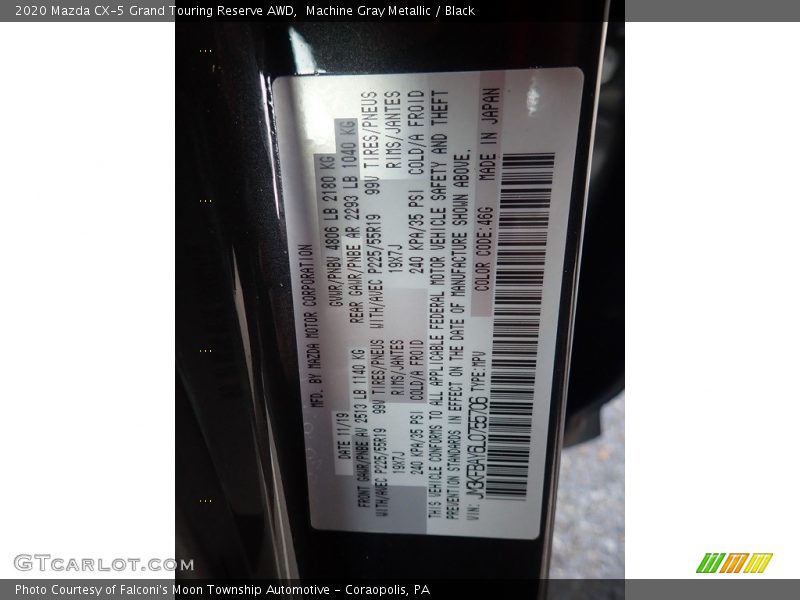 2020 Mazda CX-5 Grand Touring Reserve AWD,  Machine Gray Metallic / Black
MFD. BY MAZDA MOTOR CORPORATION
DATE 11/19 GVWR/PNBV 4806 LB 2180 KG
FRONT GAWR/PNBE AV 2513 LB 1140 KG REAR GAWR/PNBE AR 2293 LB 1040 KG
WITH/AVEC P225/55R19 99V TIRES/PNEUS WITH/AVEC P225/55R19 99V TIRES/PNEUS
19X7J RIMS/JANTES 19X7J RIMS/JANTES
240 KPA/35 PSI COLD/A FROID 240 KPA/35 PSI COLD/A FROID
THIS VEHICLE CONFORMS TO ALL APPLICABLE FEDERAL MOTOR VEHICLE SAFETY AND THEFT
PREVENTION STANDARDS IN EFFECT ON THE DATE OF MANUFACTURE SHOWN ABOVE.
VIN: JM3KFBAY6L0755706 TYPE:MPV COLOR CODE:46G MADE IN JAPAN
GTCarlot.com
Photo Courtesy of Falconi's Moon Township Automotive - Coraopolis, PA